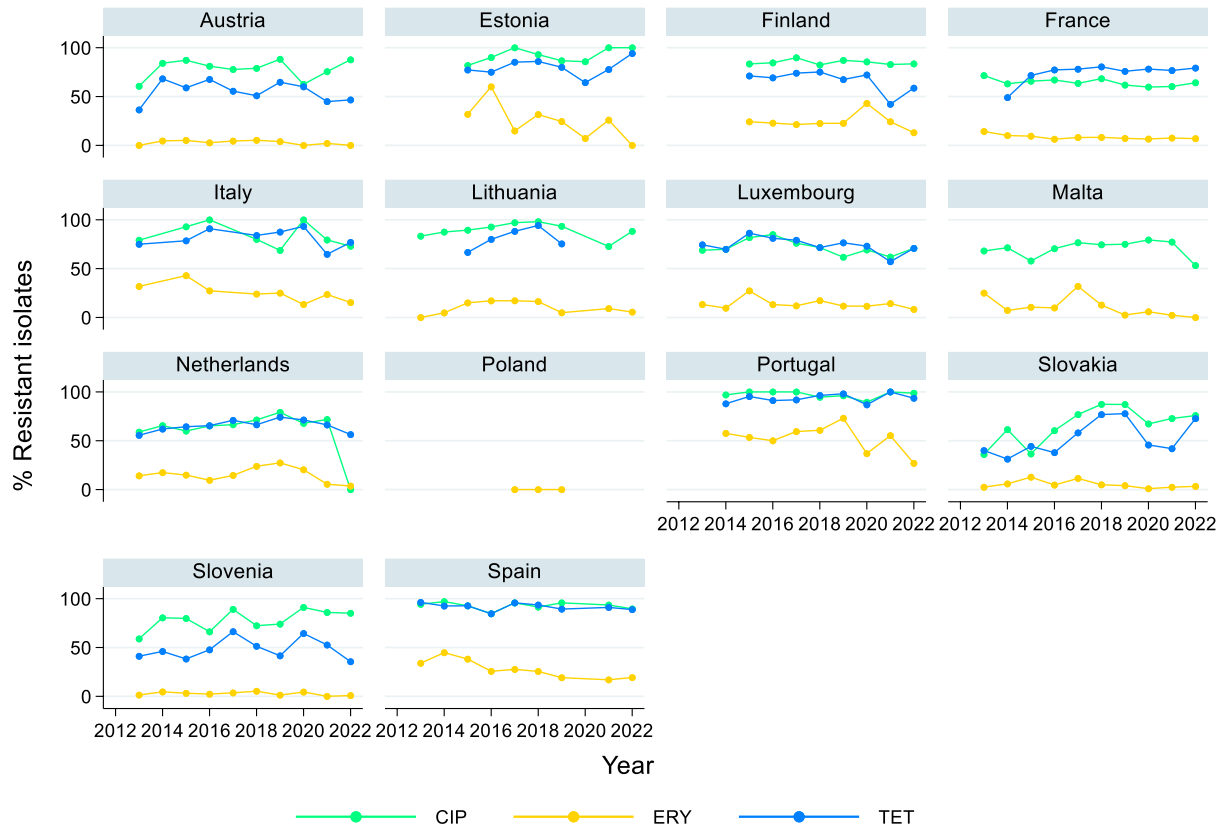 Austria Estonia Finland France
100
50
0
Italy Lithuania Luxembourg Malta
100
50
0
Netherlands Poland Portugal Slovakia
100
50
0
2012 2014 2016 2018 2020 2022 2012 2014 2016 2018 2020 2022
Slovenia Spain
100
50
0
2012 2014 2016 2018 2020 2022 2012 2014 2016 2018 2020 2022
% Resistant isolates
Year
CIP ERY TET